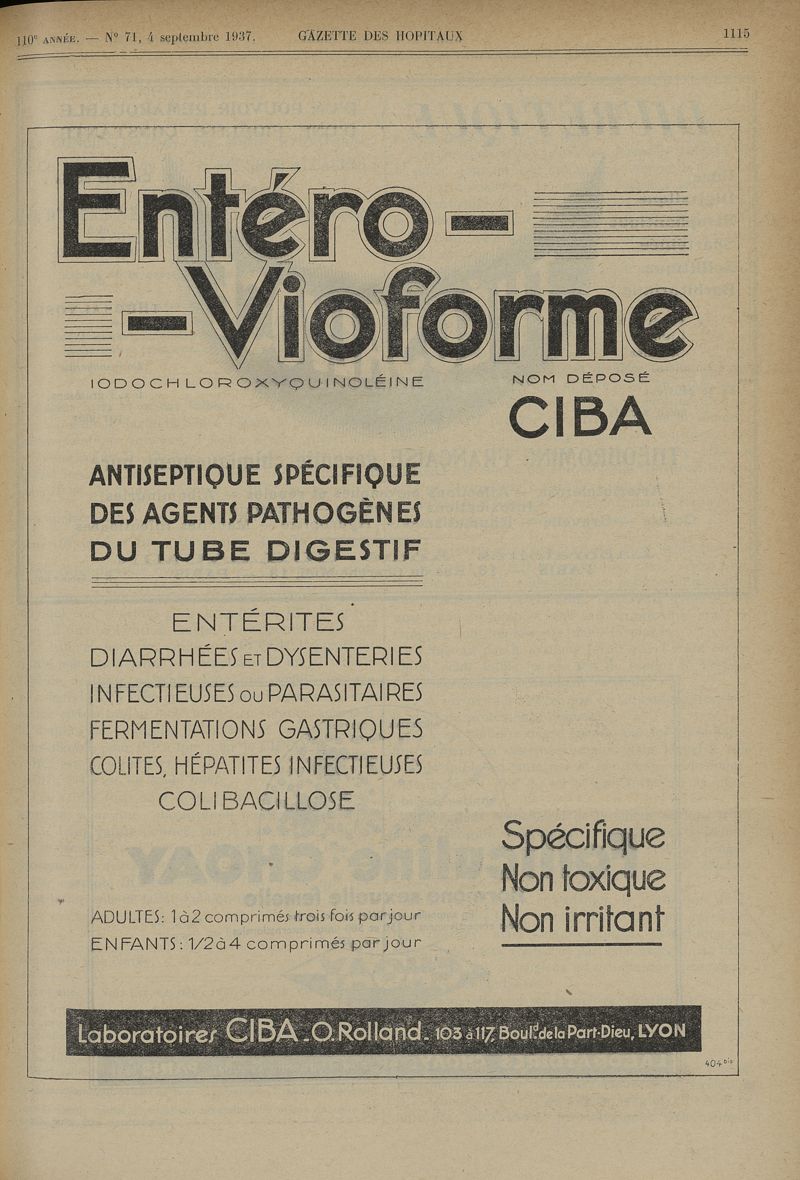 110e ANNÉE. — N° 71, 4 septembre 1937. GAZETTE DES HOPITAUX 1115
Entéro-
-Vioforme
IODOCHLOROXYQUINOLÉINE NOM DÉPOSÉ
CIBA
ANTISEPTIQUE SPÉCIFIQUE
DES AGENTS PATHOGÈNES
DU TUBE DIGESTIF
ENTÉRITES
DIARRHÉES ET DYSENTERIES
INFECTIEUSES OU PARASITAIRES
FERMENTATIONS GASTRIQUES
COLITES, HÉPATITES INFECTIEUSES
COLIBACILLOSE
Spécifique
Non toxique
Non irritant
ADULTES: 1 à 2 comprimés trois fois par jour
ENFANTS: 1/2 à 4 comprimés par jour
Laboratoires CIBA. O. Rolland. 103 à 117, Boul.d de la Part-Dieu, LYON
404 bis